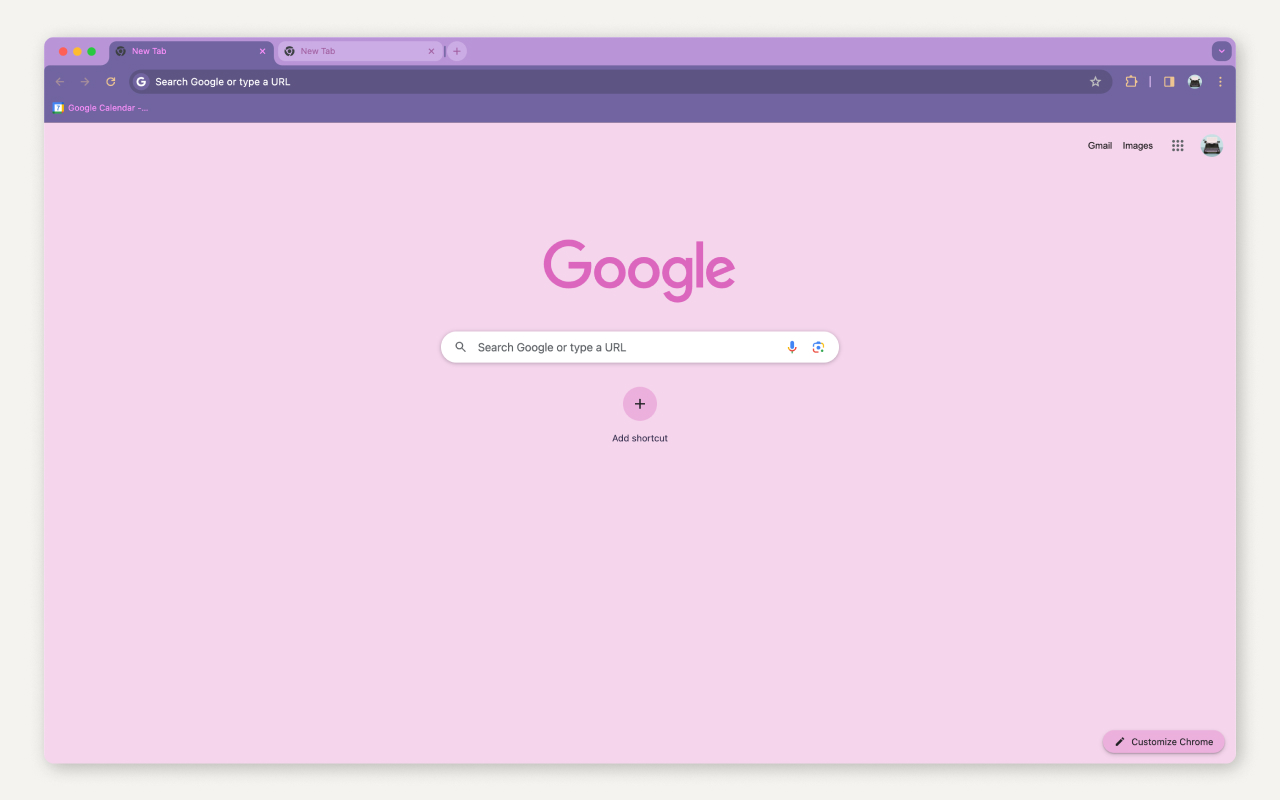 New Tab
New Tab
Search Google or type a URL
7
Google Calendar -...
Gmail
Images
Google
Search Google or type a URL
Add shortcut
Customize Chrome